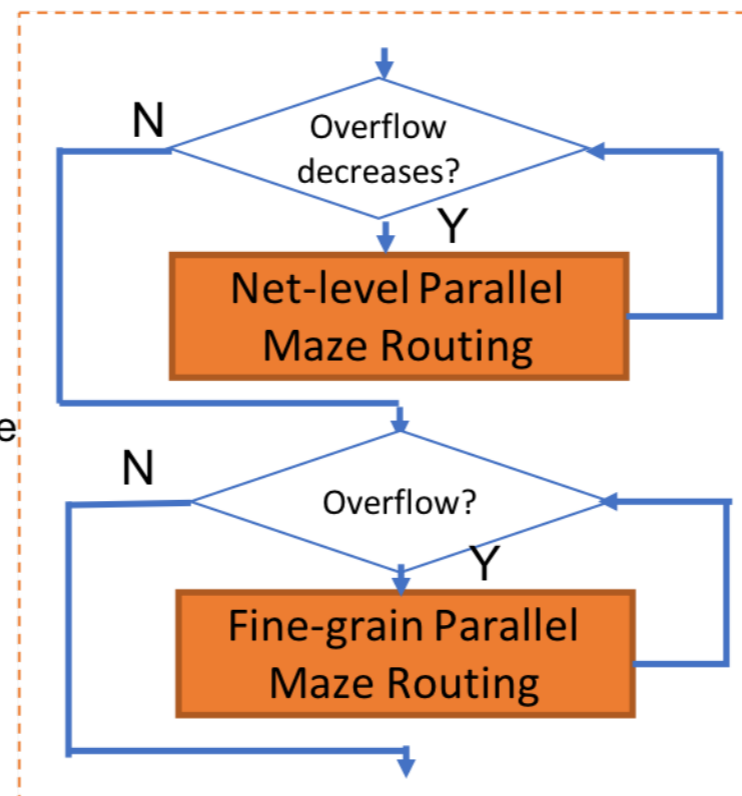 N
Overflow
decreases?
Y
Net-level Parallel
Maze Routing
e
N
Overflow?
Y
Fine-grain Parallel
Maze Routing